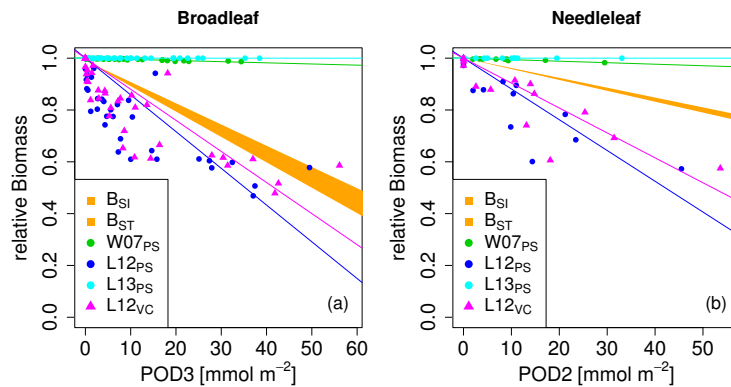 Broadleaf
relative Biomass
1.0
0.8
0.6
0.4
0.2
0.0
B_SI
B_ST
W07_PS
L12_PS
L13_PS
L12_VC
(a)
0 10 20 30 40 50 60
POD3 [mmol m⁻²]
Needleleaf
relative Biomass
1.0
0.8
0.6
0.4
0.2
0.0
B_SI
B_ST
W07_PS
L12_PS
L13_PS
L12_VC
(b)
0 10 20 30 40 50
POD2 [mmol m⁻²]